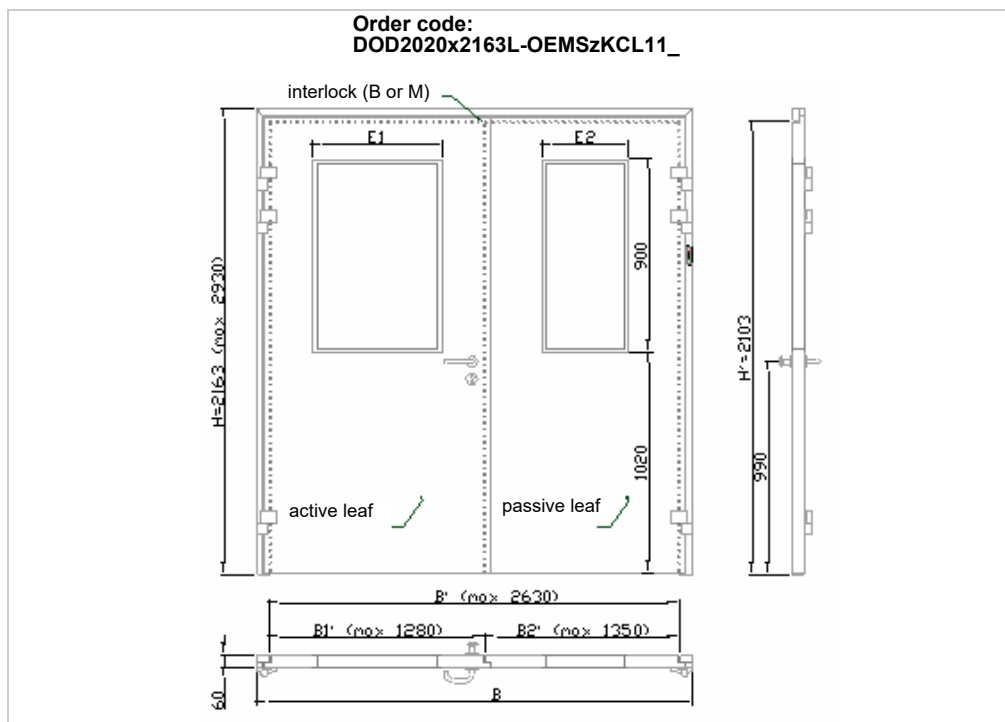 Order code:
DOD2020x2163L-OEMSzKCL11_
interlock (B or M)
E1
E2
900
H=2163 (max 2930)
H'=2103
990
1020
active leaf
passive leaf
B' (max 2630)
B1' (max 1280)
B2' (max 1350)
60
B